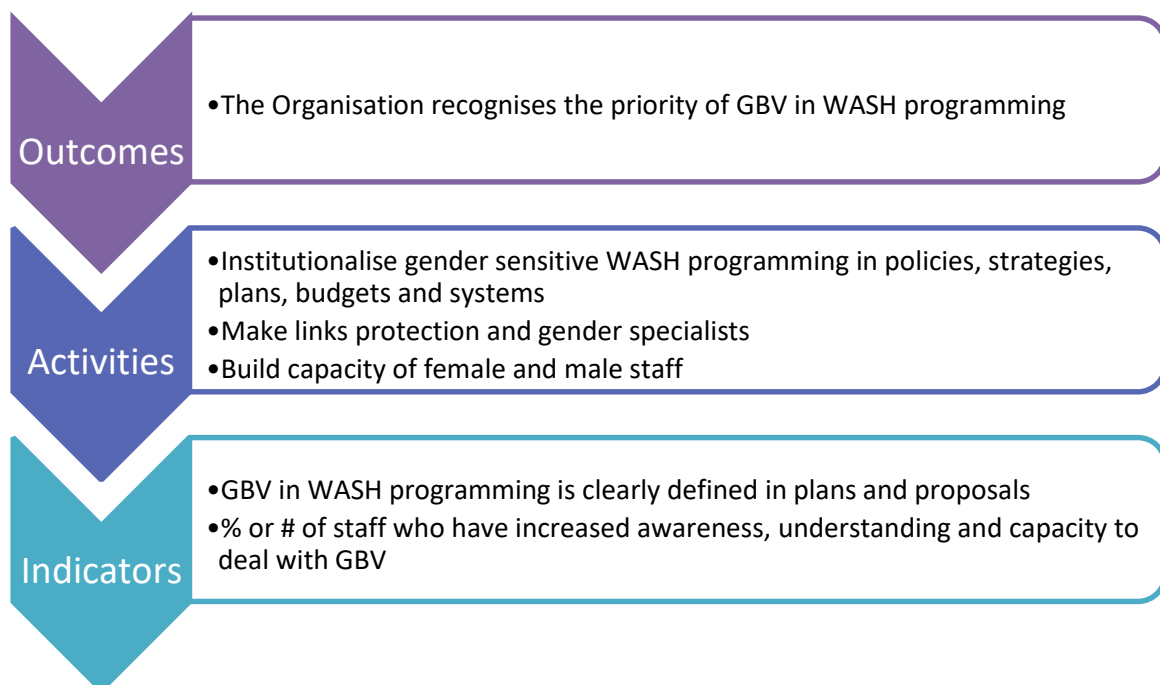 Outcomes
•The Organisation recognises the priority of GBV in WASH programming
Activities
•Institutionalise gender sensitive WASH programming in policies, strategies,
plans, budgets and systems
•Make links protection and gender specialists
•Build capacity of female and male staff
Indicators
•GBV in WASH programming is clearly defined in plans and proposals
•% or # of staff who have increased awareness, understanding and capacity to
deal with GBV